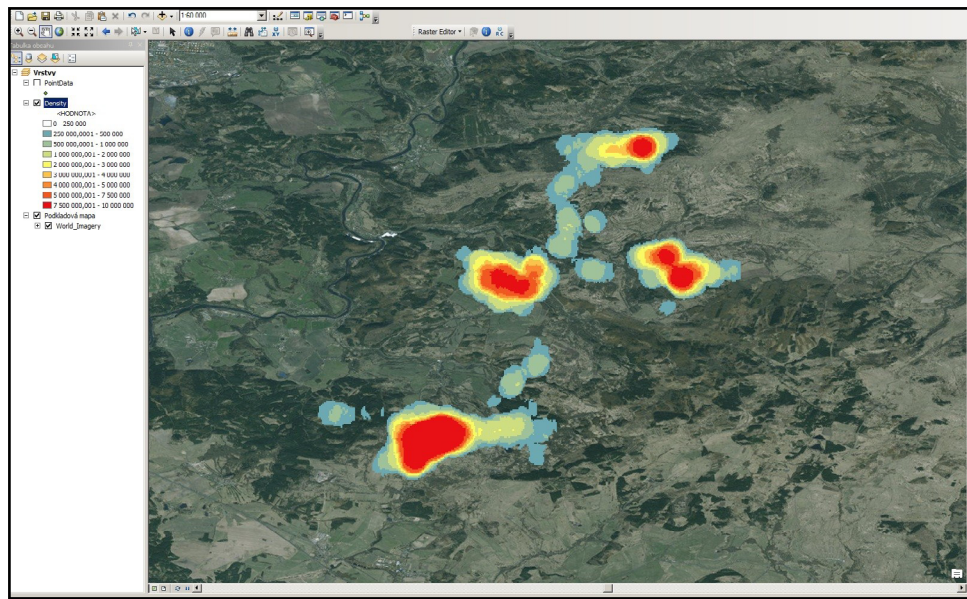 1:60 000
Raster Editor
abulka obsahu
Vrstvy
PointData
Density
<HODNOTA>
0 250 000
250 000,0001 - 500 000
500 000,0001 - 1 000 000
1 000 000,001 - 2 000 000
2 000 000,001 - 3 000 000
3 000 000,001 - 4 000 000
4 000 000,001 - 5 000 000
5 000 000,001 - 7 500 000
7 500 000,001 - 10 000 000
Podkladová mapa
World_Imagery